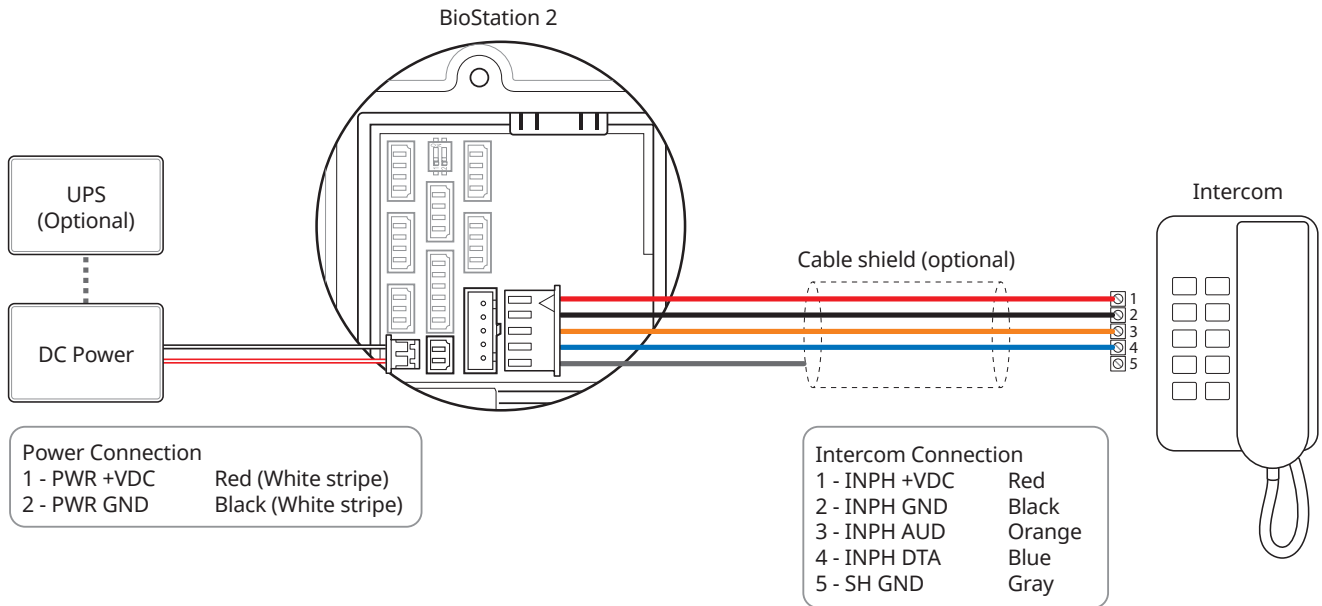 BioStation 2
UPS
(Optional)
DC Power
Intercom
Cable shield (optional)
1
2
3
4
5
Power Connection
1 - PWR +VDC Red (White stripe)
2 - PWR GND Black (White stripe)
Intercom Connection
1 - INPH +VDC Red
2 - INPH GND Black
3 - INPH AUD Orange
4 - INPH DTA Blue
5 - SH GND Gray